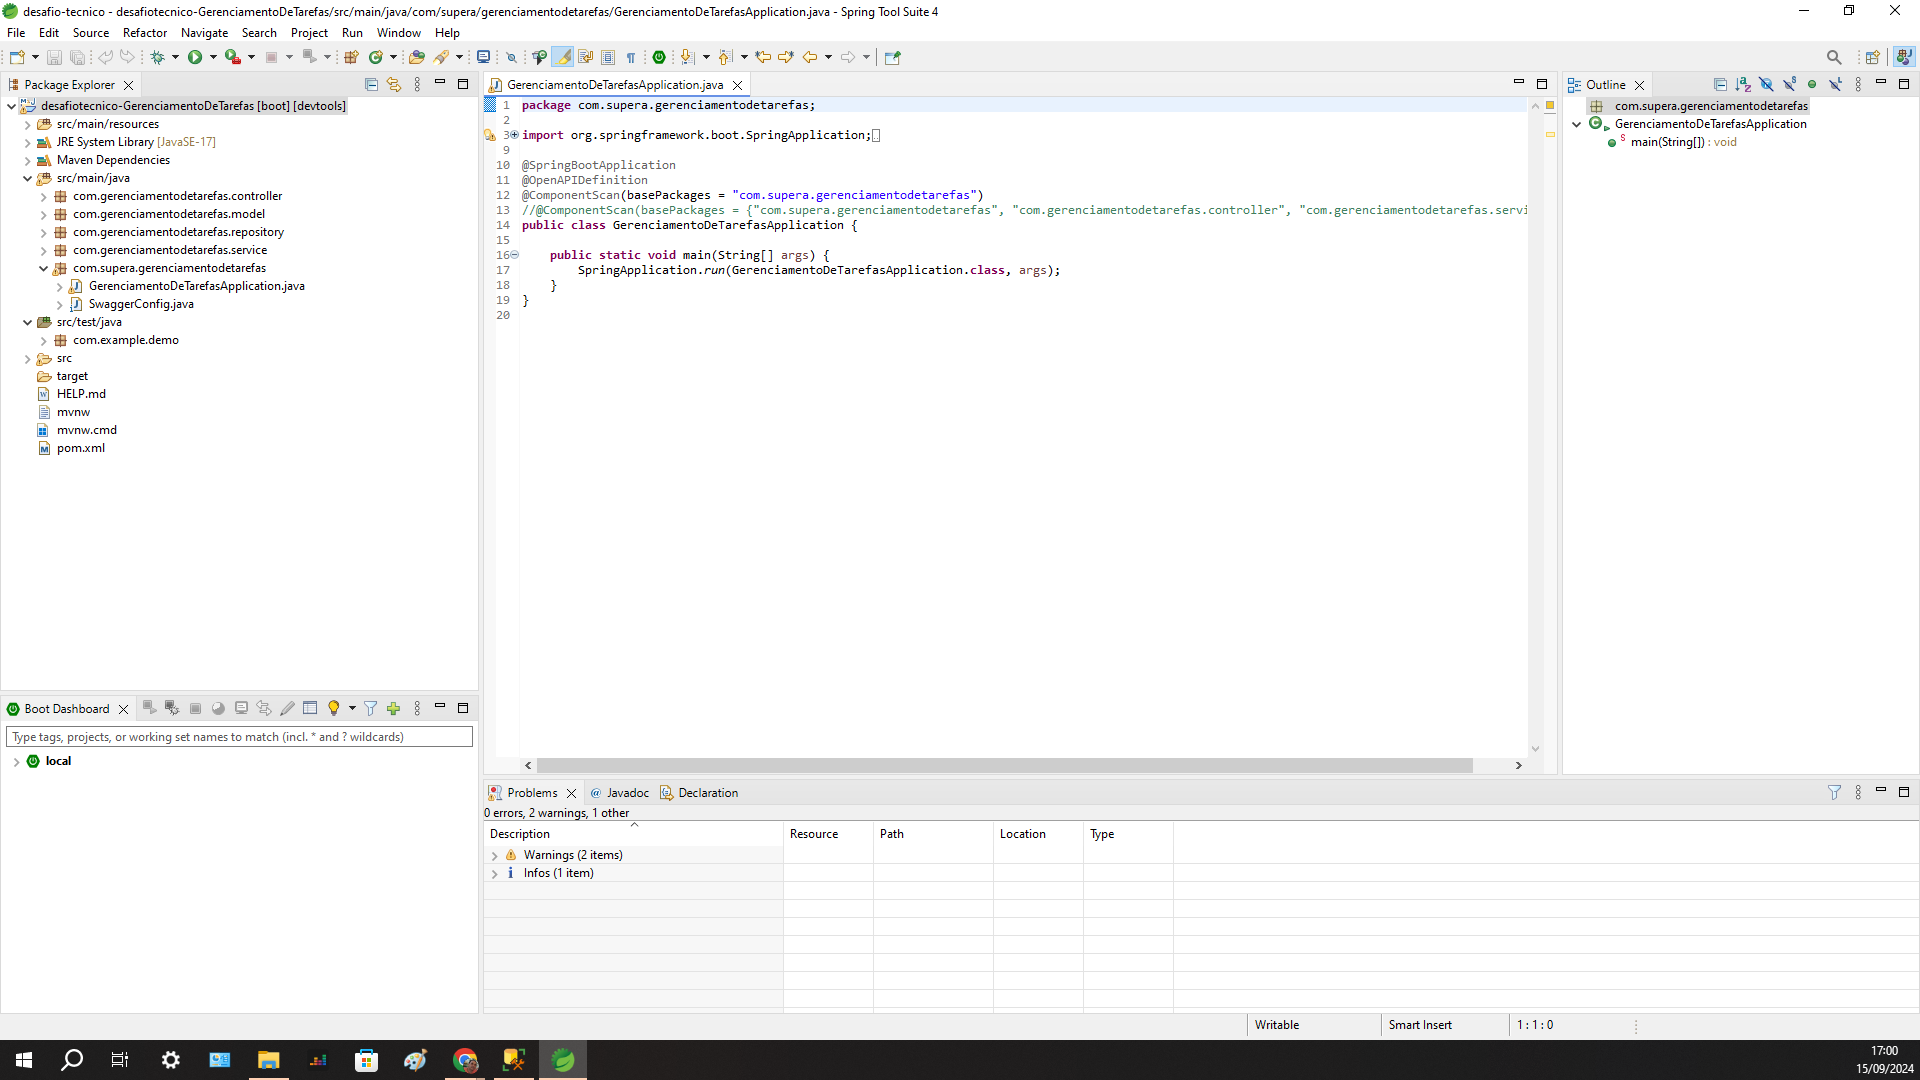 desafio-tecnico - desafiotecnico-GerenciamentoDeTarefas/src/main/java/com/supera/gerenciamentodetarefas/GerenciamentoDeTarefasApplication.java - Spring Tool Suite 4
File Edit Source Refactor Navigate Search Project Run Window Help
Package Explorer
desafiotecnico-GerenciamentoDeTarefas [boot] [devtools]
src/main/resources
JRE System Library [JavaSE-17]
Maven Dependencies
src/main/java
com.gerenciamentodetarefas.controller
com.gerenciamentodetarefas.model
com.gerenciamentodetarefas.repository
com.gerenciamentodetarefas.service
com.supera.gerenciamentodetarefas
GerenciamentoDeTarefasApplication.java
SwaggerConfig.java
src/test/java
com.example.demo
src
target
HELP.md
mvnw
mvnw.cmd
pom.xml
Boot Dashboard
Type tags, projects, or working set names to match (incl. * and ? wildcards)
local
GerenciamentoDeTarefasApplication.java
1 package com.supera.gerenciamentodetarefas;
2
3 import org.springframework.boot.SpringApplication;
9
10 @SpringBootApplication
11 @OpenAPIDefinition
12 @ComponentScan(basePackages = "com.supera.gerenciamentodetarefas")
13 //@ComponentScan(basePackages = {"com.supera.gerenciamentodetarefas", "com.gerenciamentodetarefas.controller", "com.gerenciamentodetarefas.servi
14 public class GerenciamentoDeTarefasApplication {
15
16 public static void main(String[] args) {
17 SpringApplication.run(GerenciamentoDeTarefasApplication.class, args);
18 }
19 }
20
Outline
com.supera.gerenciamentodetarefas
GerenciamentoDeTarefasApplication
main(String[]) : void
Problems @ Javadoc Declaration
0 errors, 2 warnings, 1 other
Description Resource Path Location Type
Warnings (2 items)
Infos (1 item)
Writable Smart Insert 1 : 1 : 0
17:00
15/09/2024